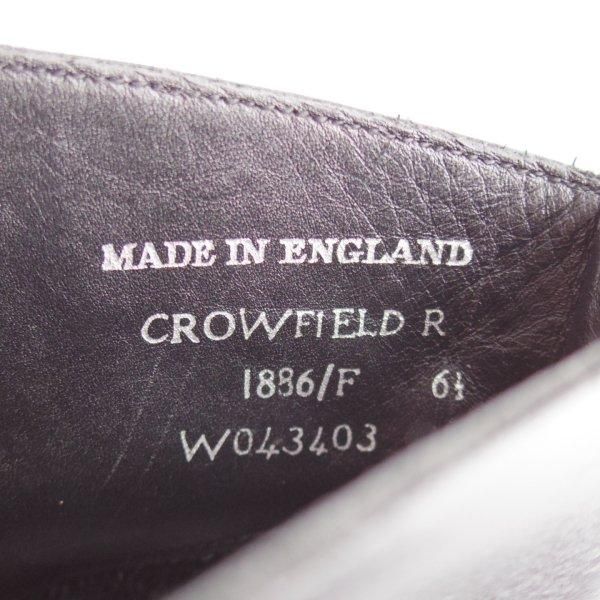 MADE IN ENGLAND
CROWFIELD R
1886/F 6½
W043403